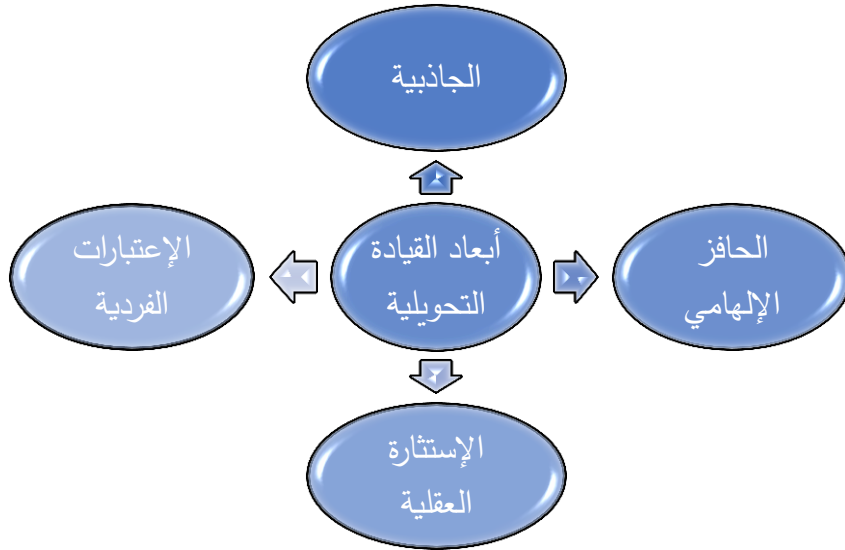 الجاذبية
الحافز
الإلهامي
أبعاد القيادة
التحويلية
الإعتبارات
الفردية
الإستثارة
العقلية